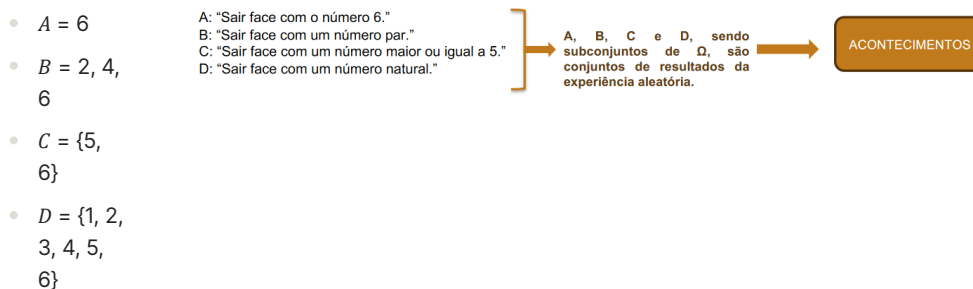 A = 6
B = 2, 4,
6
C = {5,
6}
D = {1, 2,
3, 4, 5,
6}
A: “Sair face com o número 6.”
B: “Sair face com um número par.”
C: “Sair face com um número maior ou igual a 5.”
D: “Sair face com um número natural.”
A, B, C e D, sendo
subconjuntos de Ω, são
conjuntos de resultados da
experiência aleatória.
ACONTECIMENTOS